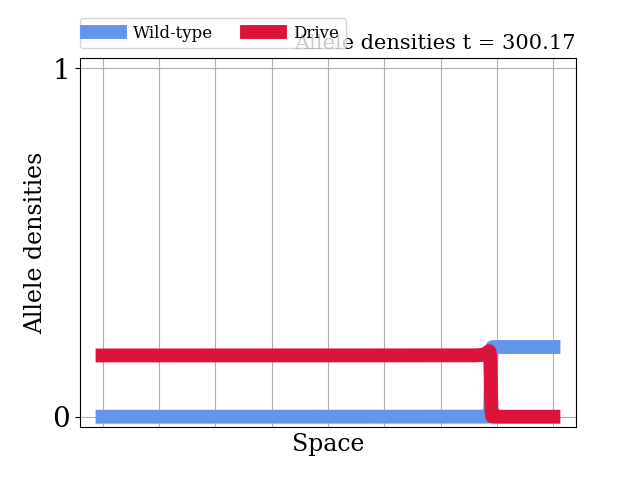 Allele densities t = 300.17
Wild-type
Drive
1
Allele densities
0
Space